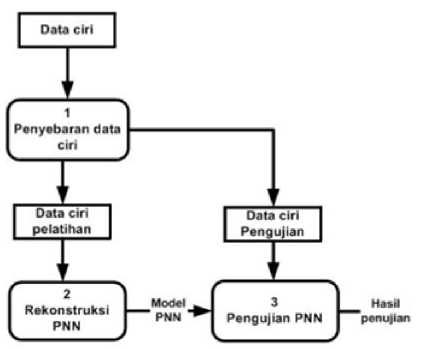 Data ciri
1
Penyebaran data
ciri
Data ciri
pelatihan
Data ciri
Pengujian
2
Rekonstruksi
PNN
Model
PNN
3
Pengujian PNN
Hasil
penujian